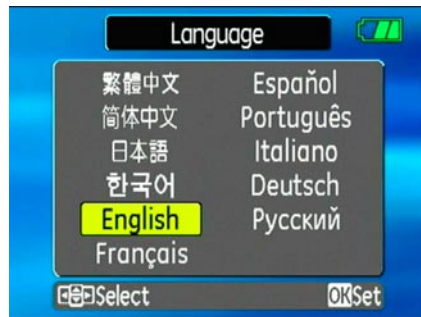 Language
繁體中文
简体中文
日本語
한국어
English
Français
Español
Português
Italiano
Deutsch
Русский
Select
OK Set